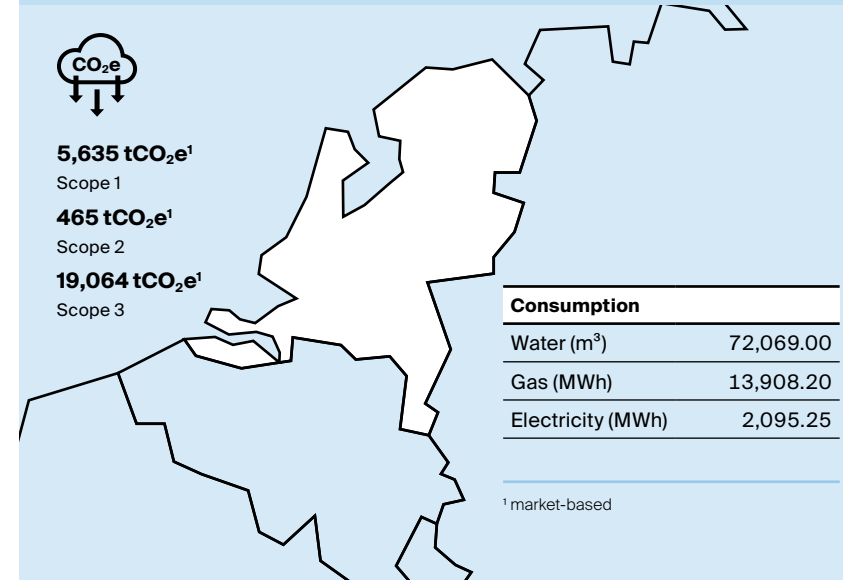 CO₂e
5,635 tCO₂e¹
Scope 1
465 tCO₂e¹
Scope 2
19,064 tCO₂e¹
Scope 3
Consumption
Water (m³) 72,069.00
Gas (MWh) 13,908.20
Electricity (MWh) 2,095.25
¹ market-based